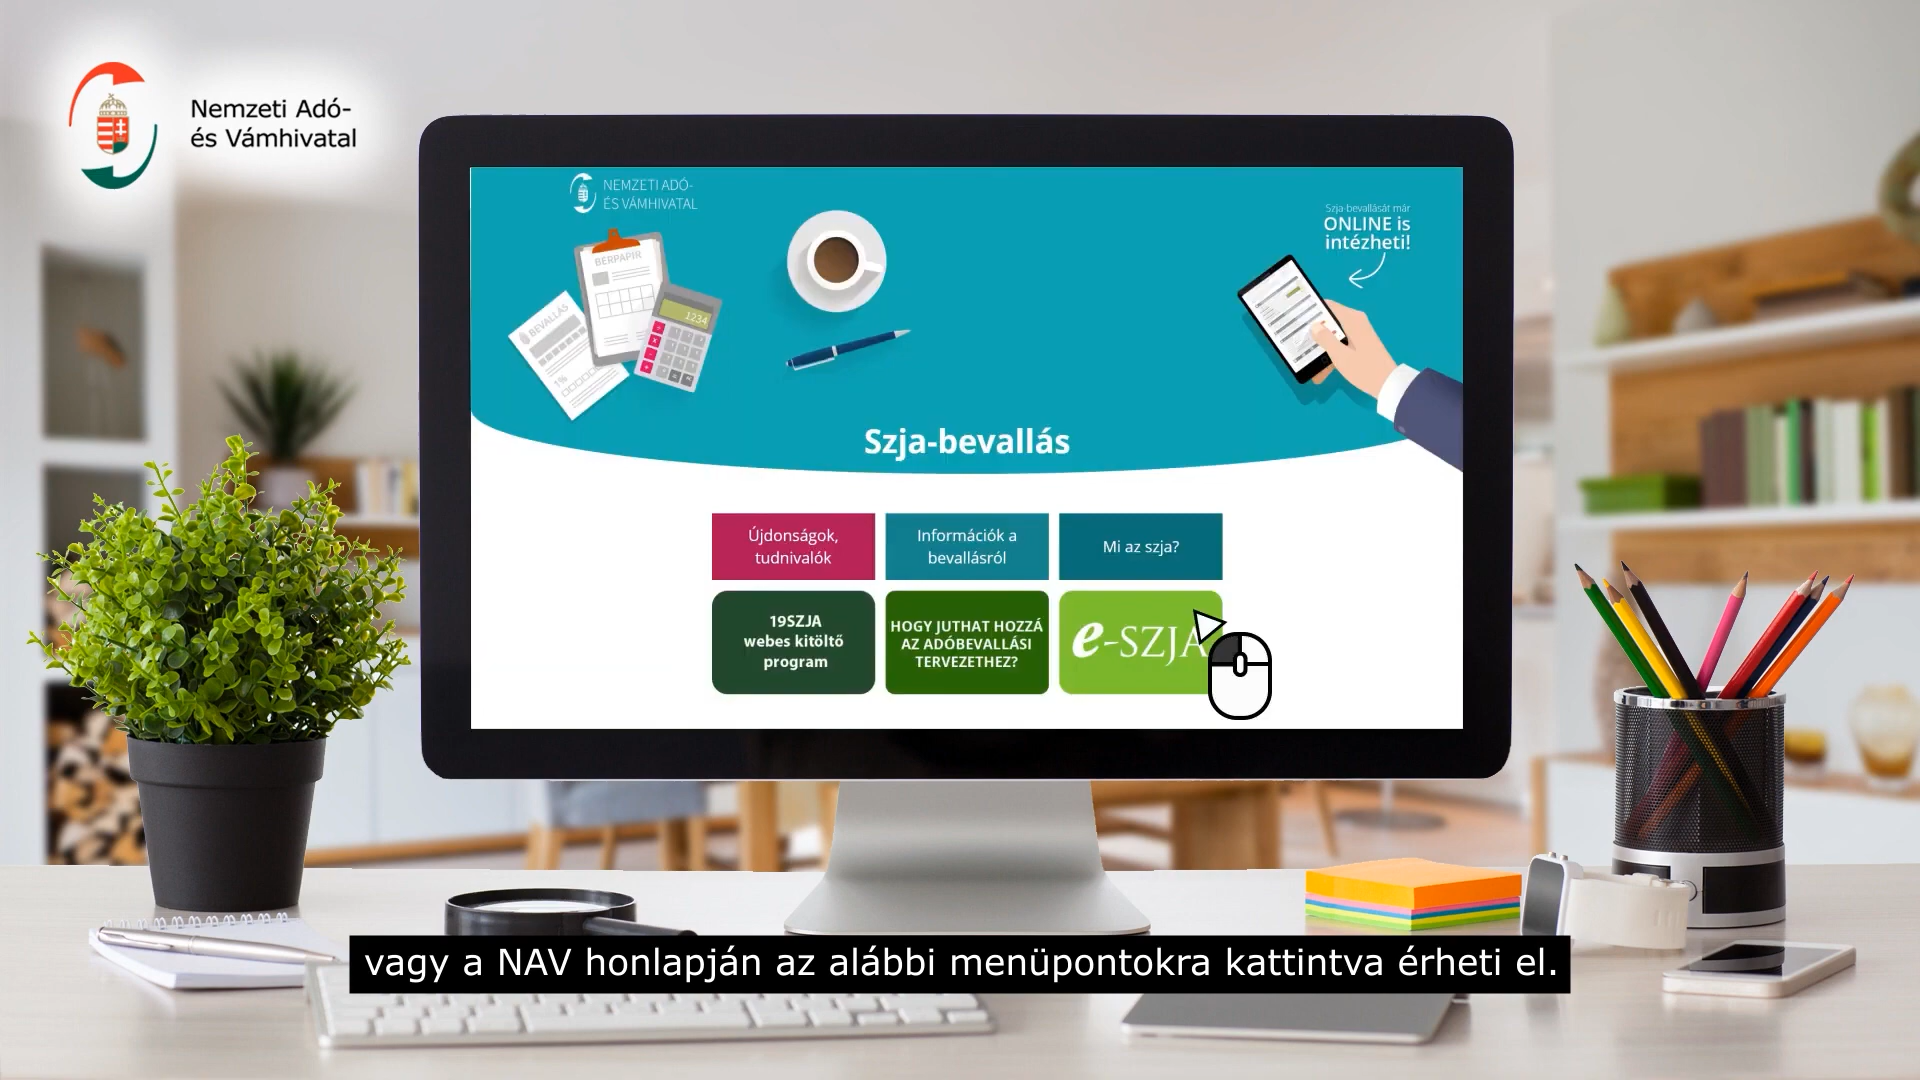 Nemzeti Adó-
és Vámhivatal
NEMZETI ADÓ-
ÉS VÁMHIVATAL
Szja-bevallását már
ONLINE is
intézheti!
BÉRPAPÍR
BEVALLÁS
1234
1%
Szja-bevallás
Újdonságok,
tudnivalók
Információk a
bevallásról
Mi az szja?
19SZJA
webes kitöltő
program
HOGY JUTHAT HOZZÁ
AZ ADÓBEVALLÁSI
TERVEZETHEZ?
e-SZJA
vagy a NAV honlapján az alábbi menüpontokra kattintva érheti el.